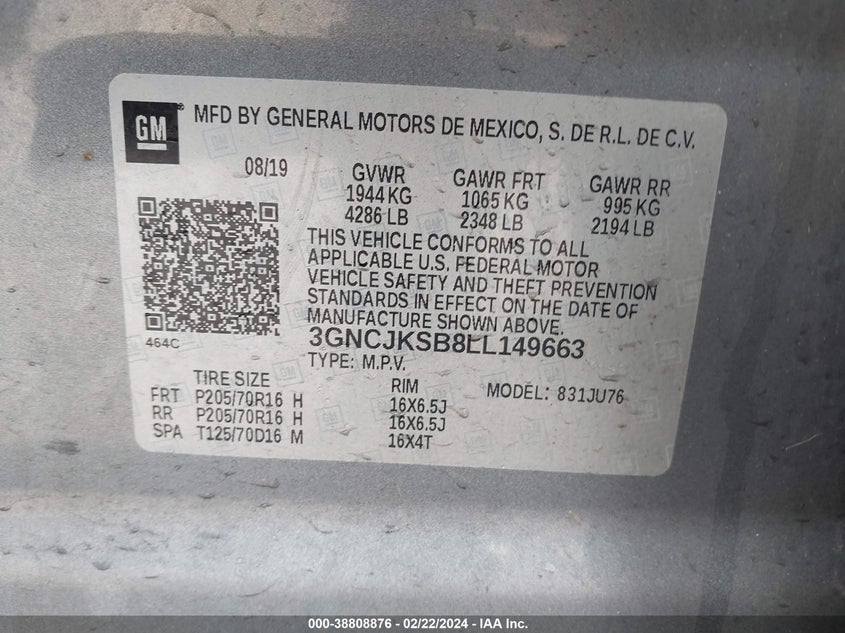 GM
MFD BY GENERAL MOTORS DE MEXICO, S. DE R.L. DE C.V.
08/19 GVWR GAWR FRT GAWR RR
1944 KG 1065 KG 995 KG
4286 LB 2348 LB 2194 LB
THIS VEHICLE CONFORMS TO ALL
APPLICABLE U.S. FEDERAL MOTOR
VEHICLE SAFETY AND THEFT PREVENTION
STANDARDS IN EFFECT ON THE DATE OF
MANUFACTURE SHOWN ABOVE.
464C
3GNCJKSB8LL149663
TYPE: M.P.V.
TIRE SIZE RIM MODEL: 831JU76
FRT P205/70R16 H 16X6.5J
RR P205/70R16 H 16X6.5J
SPA T125/70D16 M 16X4T
000-38808876 - 02/22/2024 - IAAI Inc.